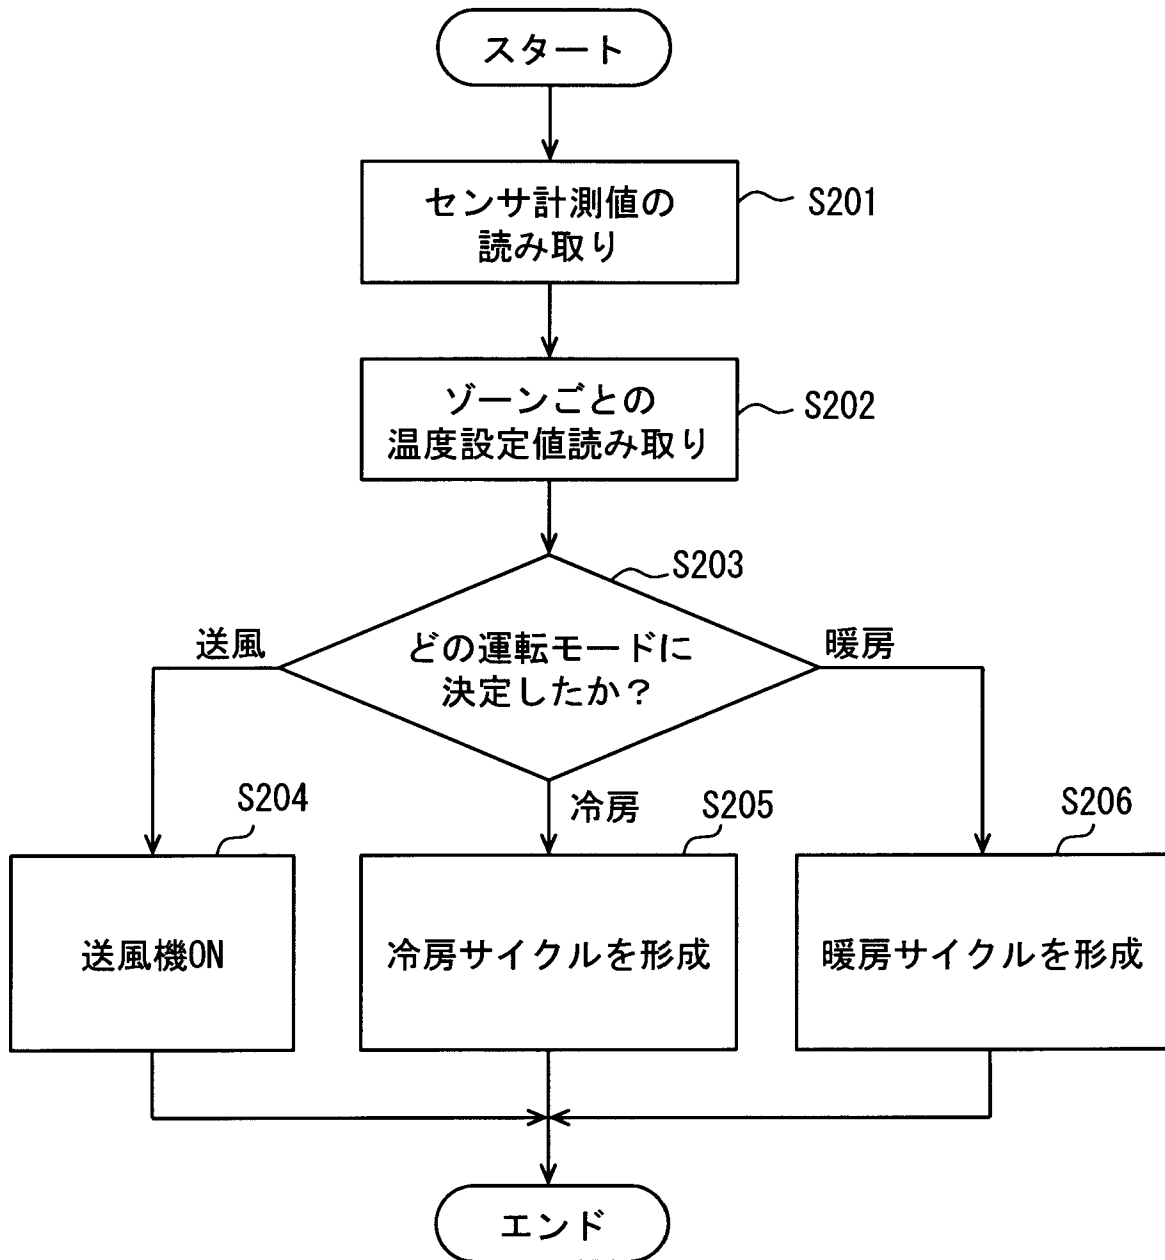 スタート
センサ計測値の
読み取り
S201
ゾーンごとの
温度設定値読み取り
S202
S203
どの運転モードに
決定したか？
送風
暖房
冷房
S204
S205
S206
送風機ON
冷房サイクルを形成
暖房サイクルを形成
エンド